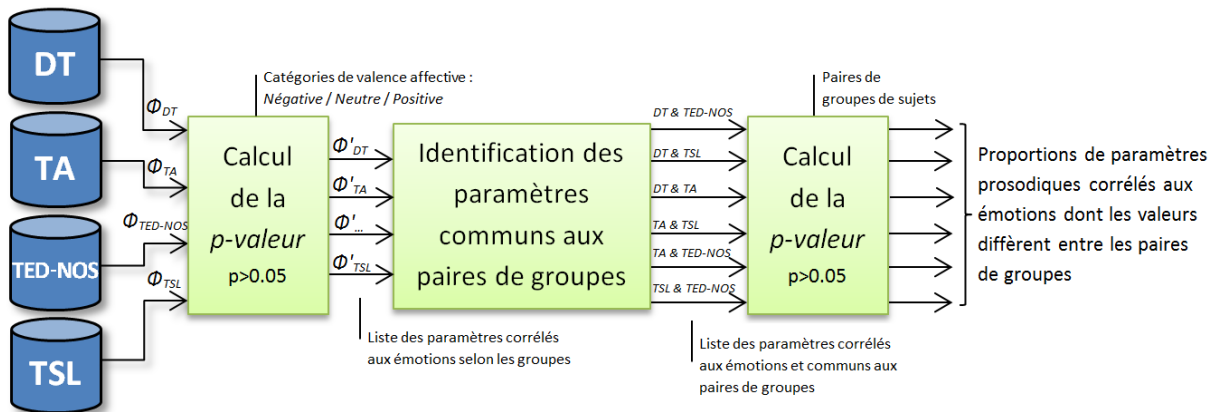 DT
TA
TED-NOS
TSL
Φ DT
Φ TA
Φ TED-NOS
Φ TSL
Catégories de valence affective :
Négative / Neutre / Positive
Calcul
de la
p-valeur
p>0.05
Φ' DT
Φ' TA
Φ' ...
Φ' TSL
Liste des paramètres corrélés
aux émotions selon les groupes
Identification des
paramètres
communs aux
paires de groupes
DT & TED-NOS
DT & TSL
DT & TA
TA & TSL
TA & TED-NOS
TSL & TED-NOS
Liste des paramètres corrélés
aux émotions et communs aux
paires de groupes
Paires de
groupes de sujets
Calcul
de la
p-valeur
p>0.05
Proportions de paramètres
prosodiques corrélés aux
émotions dont les valeurs
diffèrent entre les paires
de groupes